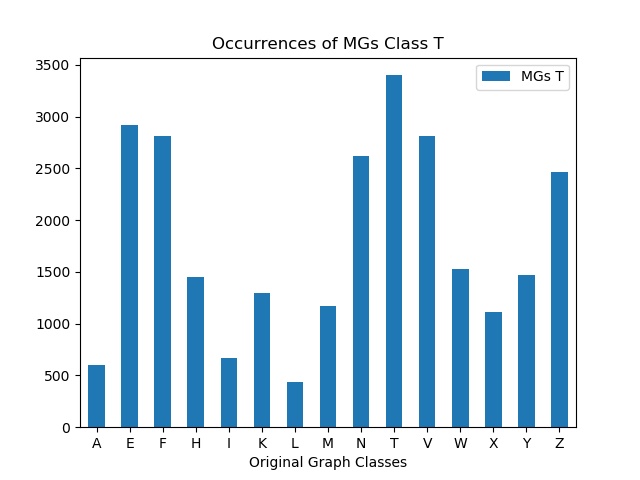 Occurrences of MGs Class T
MGs T
3500
3000
2500
2000
1500
1000
500
0
A E F H I K L M N T V W X Y Z
Original Graph Classes